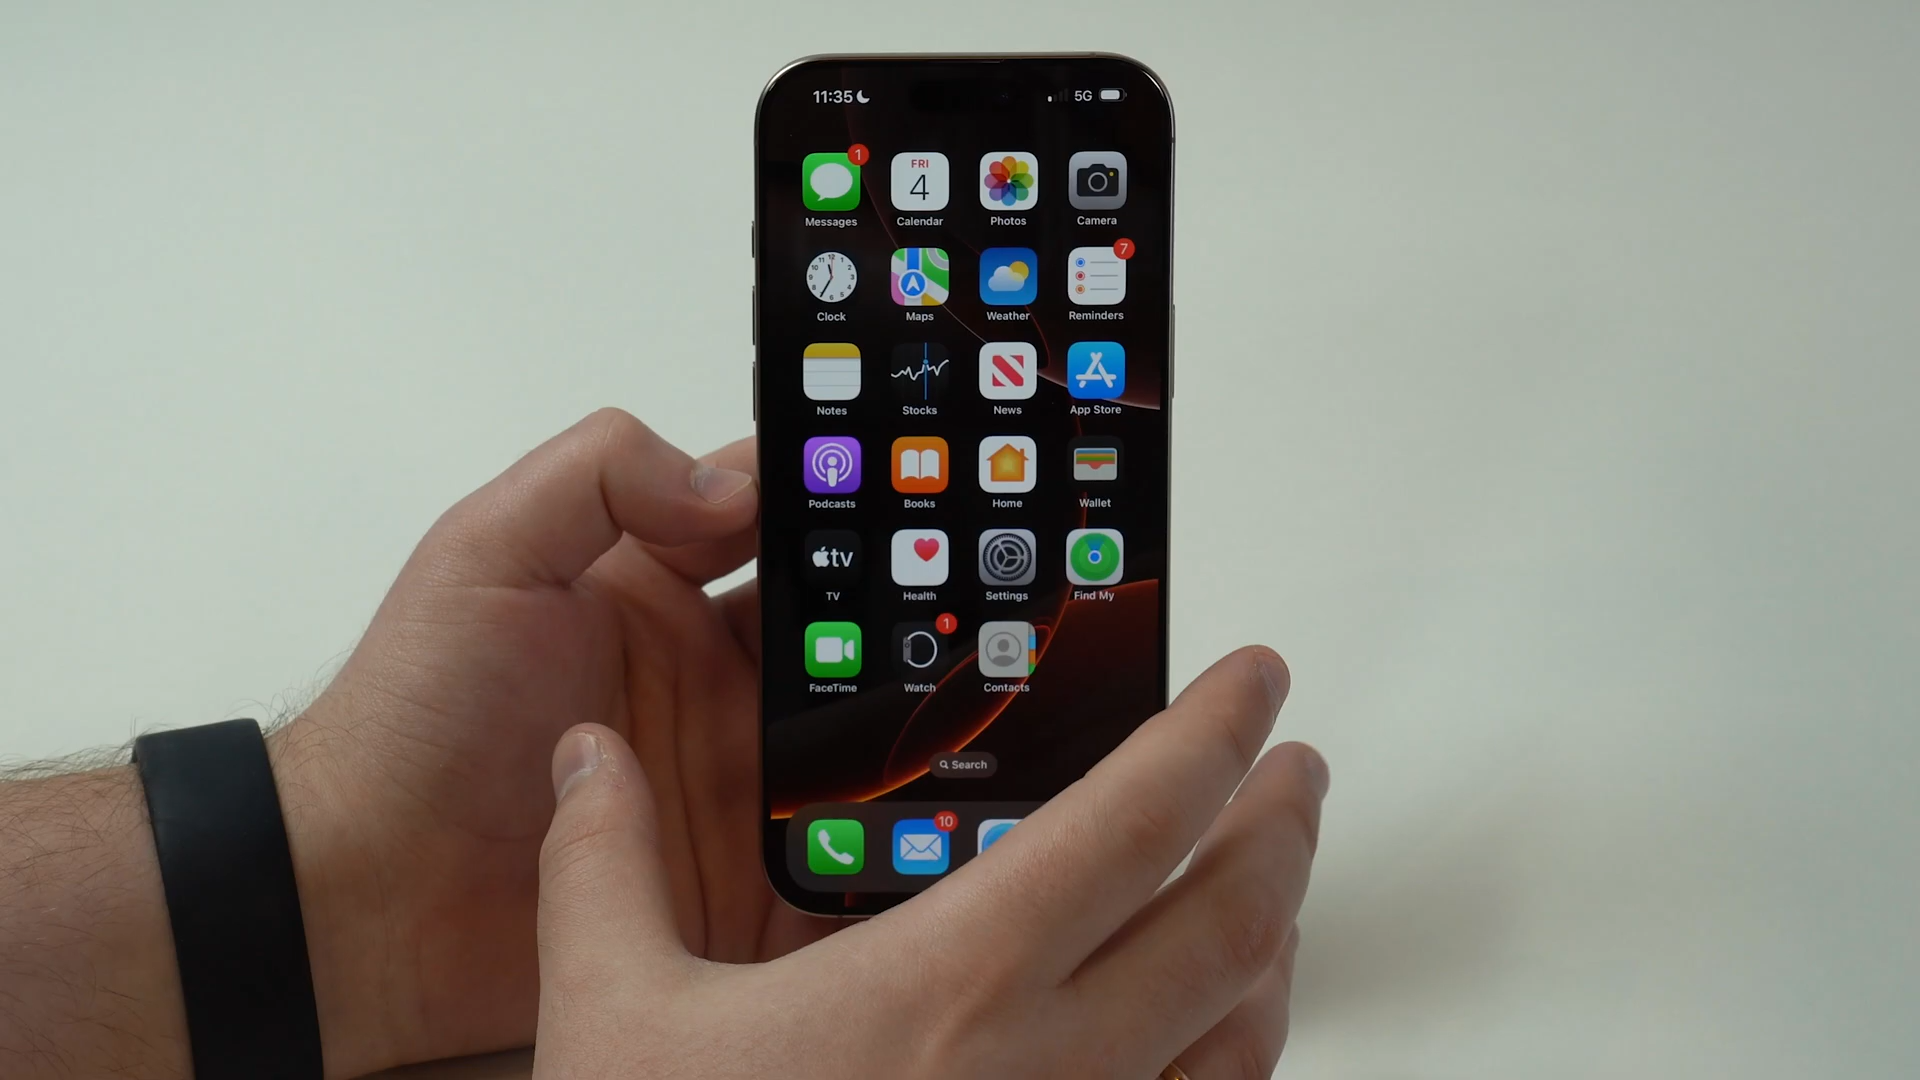 11:35 5G
1
FRI
4
Messages Calendar Photos Camera
7
Clock Maps Weather Reminders
Notes Stocks News App Store
Podcasts Books Home Wallet
tv
TV Health Settings Find My
1
FaceTime Watch Contacts
Search
10